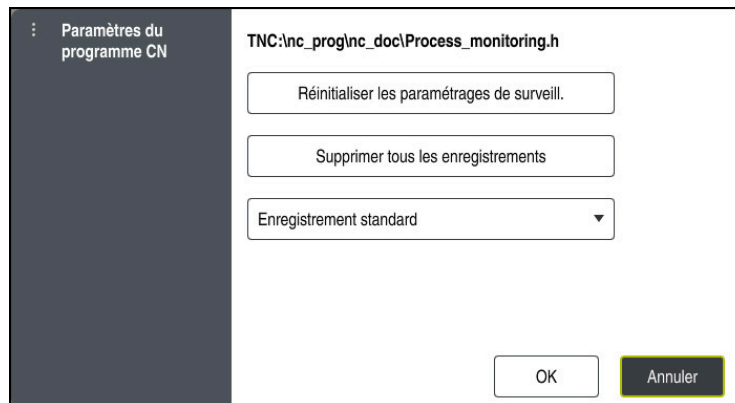 Paramètres du
programme CN
TNC:\nc_prog\nc_doc\Process_monitoring.h
Réinitialiser les paramétrages de surveill.
Supprimer tous les enregistrements
Enregistrement standard
OK
Annuler